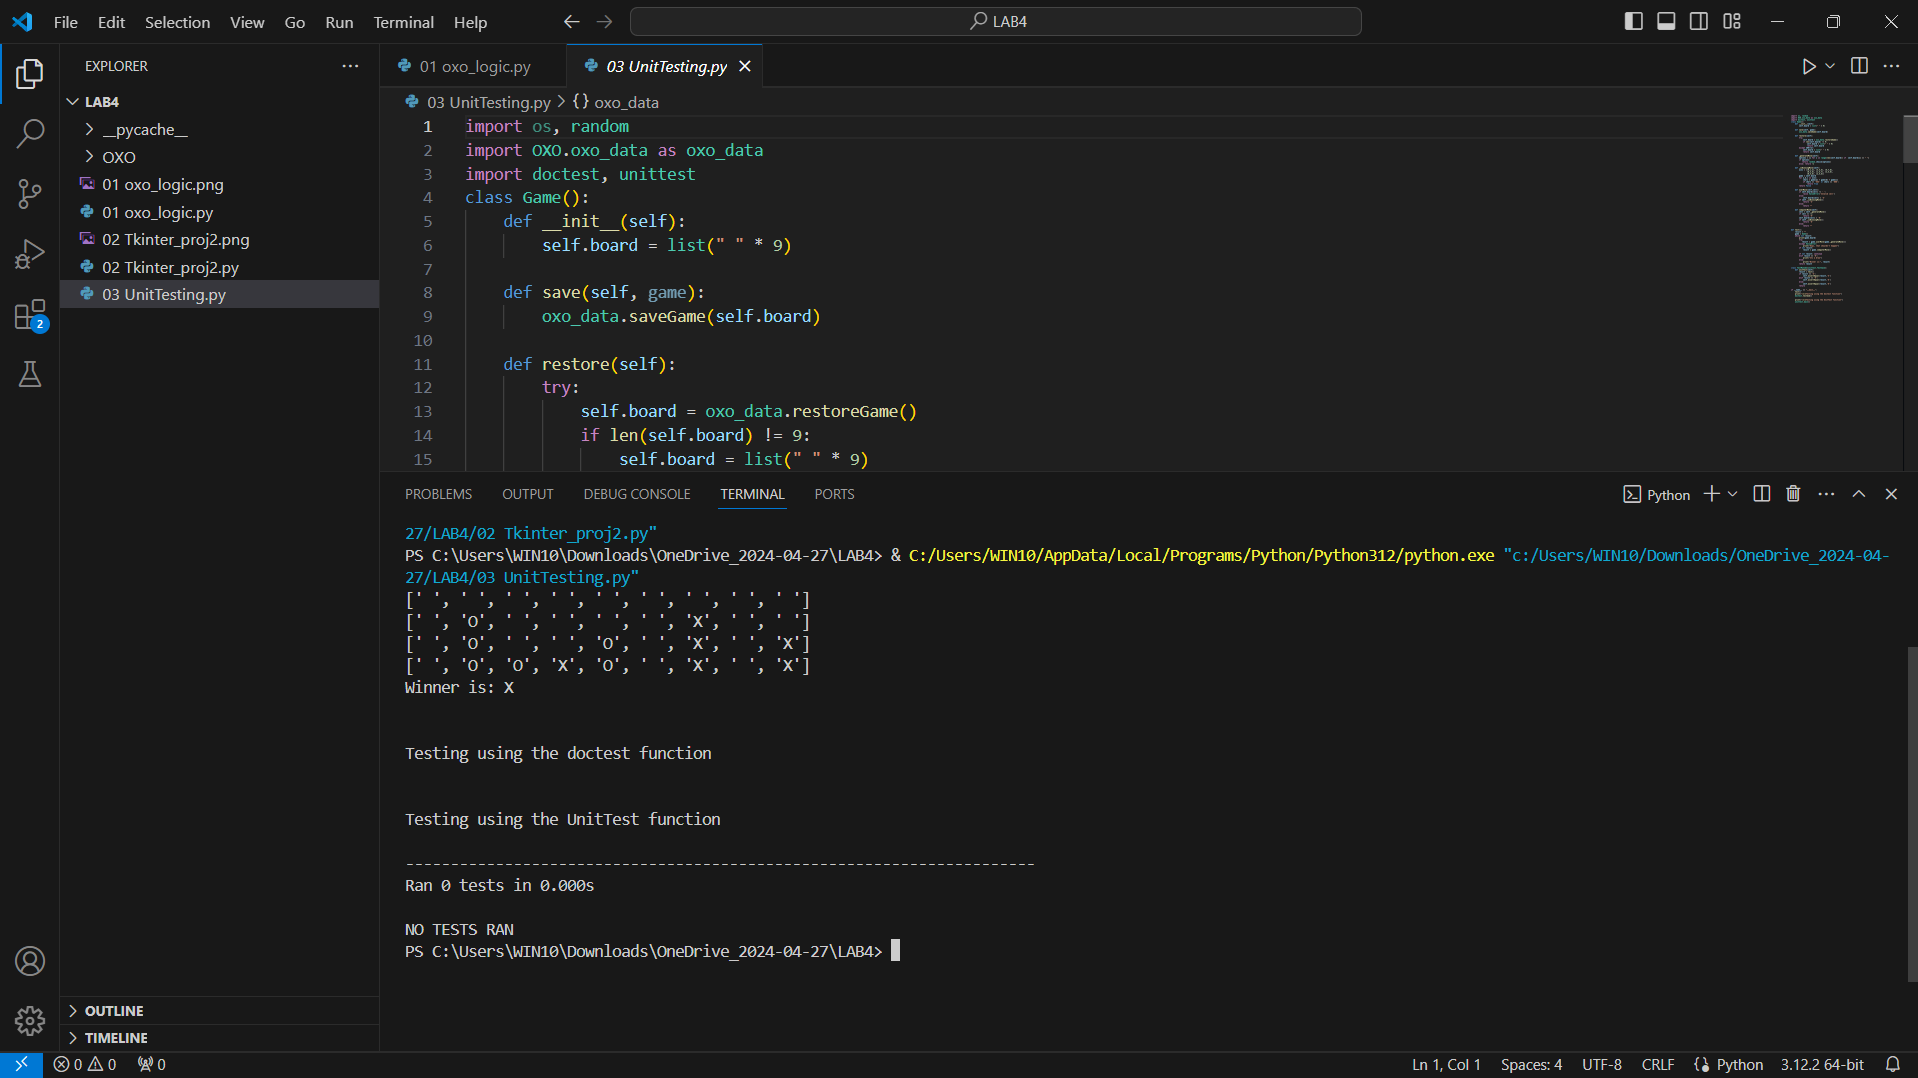 File Edit Selection View Go Run Terminal Help
LAB4
EXPLORER
LAB4
__pycache__
OXO
01 oxo_logic.png
01 oxo_logic.py
02 Tkinter_proj2.png
02 Tkinter_proj2.py
03 UnitTesting.py
2
OUTLINE
TIMELINE
01 oxo_logic.py 03 UnitTesting.py
03 UnitTesting.py > {} oxo_data
1 import os, random
2 import OXO.oxo_data as oxo_data
3 import doctest, unittest
4 class Game():
5 def __init__(self):
6 self.board = list(" " * 9)
7
8 def save(self, game):
9 oxo_data.saveGame(self.board)
10
11 def restore(self):
12 try:
13 self.board = oxo_data.restoreGame()
14 if len(self.board) != 9:
15 self.board = list(" " * 9)
PROBLEMS OUTPUT DEBUG CONSOLE TERMINAL PORTS
Python
27/LAB4/02 Tkinter_proj2.py"
PS C:\Users\WIN10\Downloads\OneDrive_2024-04-27\LAB4> & C:/Users/WIN10/AppData/Local/Programs/Python/Python312/python.exe "c:/Users/WIN10/Downloads/OneDrive_2024-04-
27/LAB4/03 UnitTesting.py"
[' ', ' ', ' ', ' ', ' ', ' ', ' ', ' ', ' ']
[' ', 'O', ' ', ' ', ' ', ' ', 'X', ' ', ' ']
[' ', 'O', ' ', ' ', 'O', ' ', 'X', ' ', 'X']
[' ', 'O', 'O', 'X', 'O', ' ', 'X', ' ', 'X']
Winner is: X
Testing using the doctest function
Testing using the UnitTest function
----------------------------------------------------------------------
Ran 0 tests in 0.000s
NO TESTS RAN
PS C:\Users\WIN10\Downloads\OneDrive_2024-04-27\LAB4>
0 0 0
Ln 1, Col 1 Spaces: 4 UTF-8 CRLF Python 3.12.2 64-bit